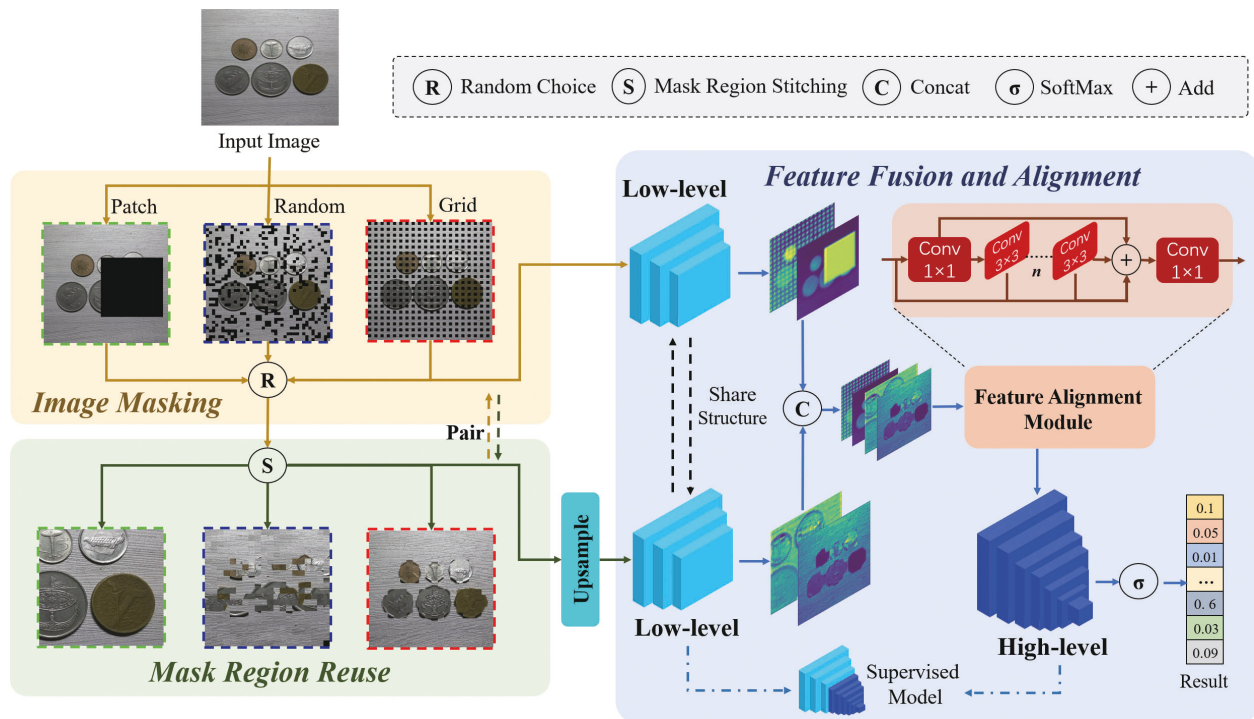 Input Image
R Random Choice
S Mask Region Stitching
C Concat
σ SoftMax
+ Add
Patch
Random
Grid
R
Image Masking
Pair
S
Mask Region Reuse
Upsample
Feature Fusion and Alignment
Low-level
Conv
1×1
Conv
3×3
n
Conv
3×3
+
Conv
1×1
Share
Structure
C
Feature Alignment
Module
Low-level
High-level
σ
0.1
0.05
0.01
...
0.6
0.03
0.09
Result
Supervised
Model